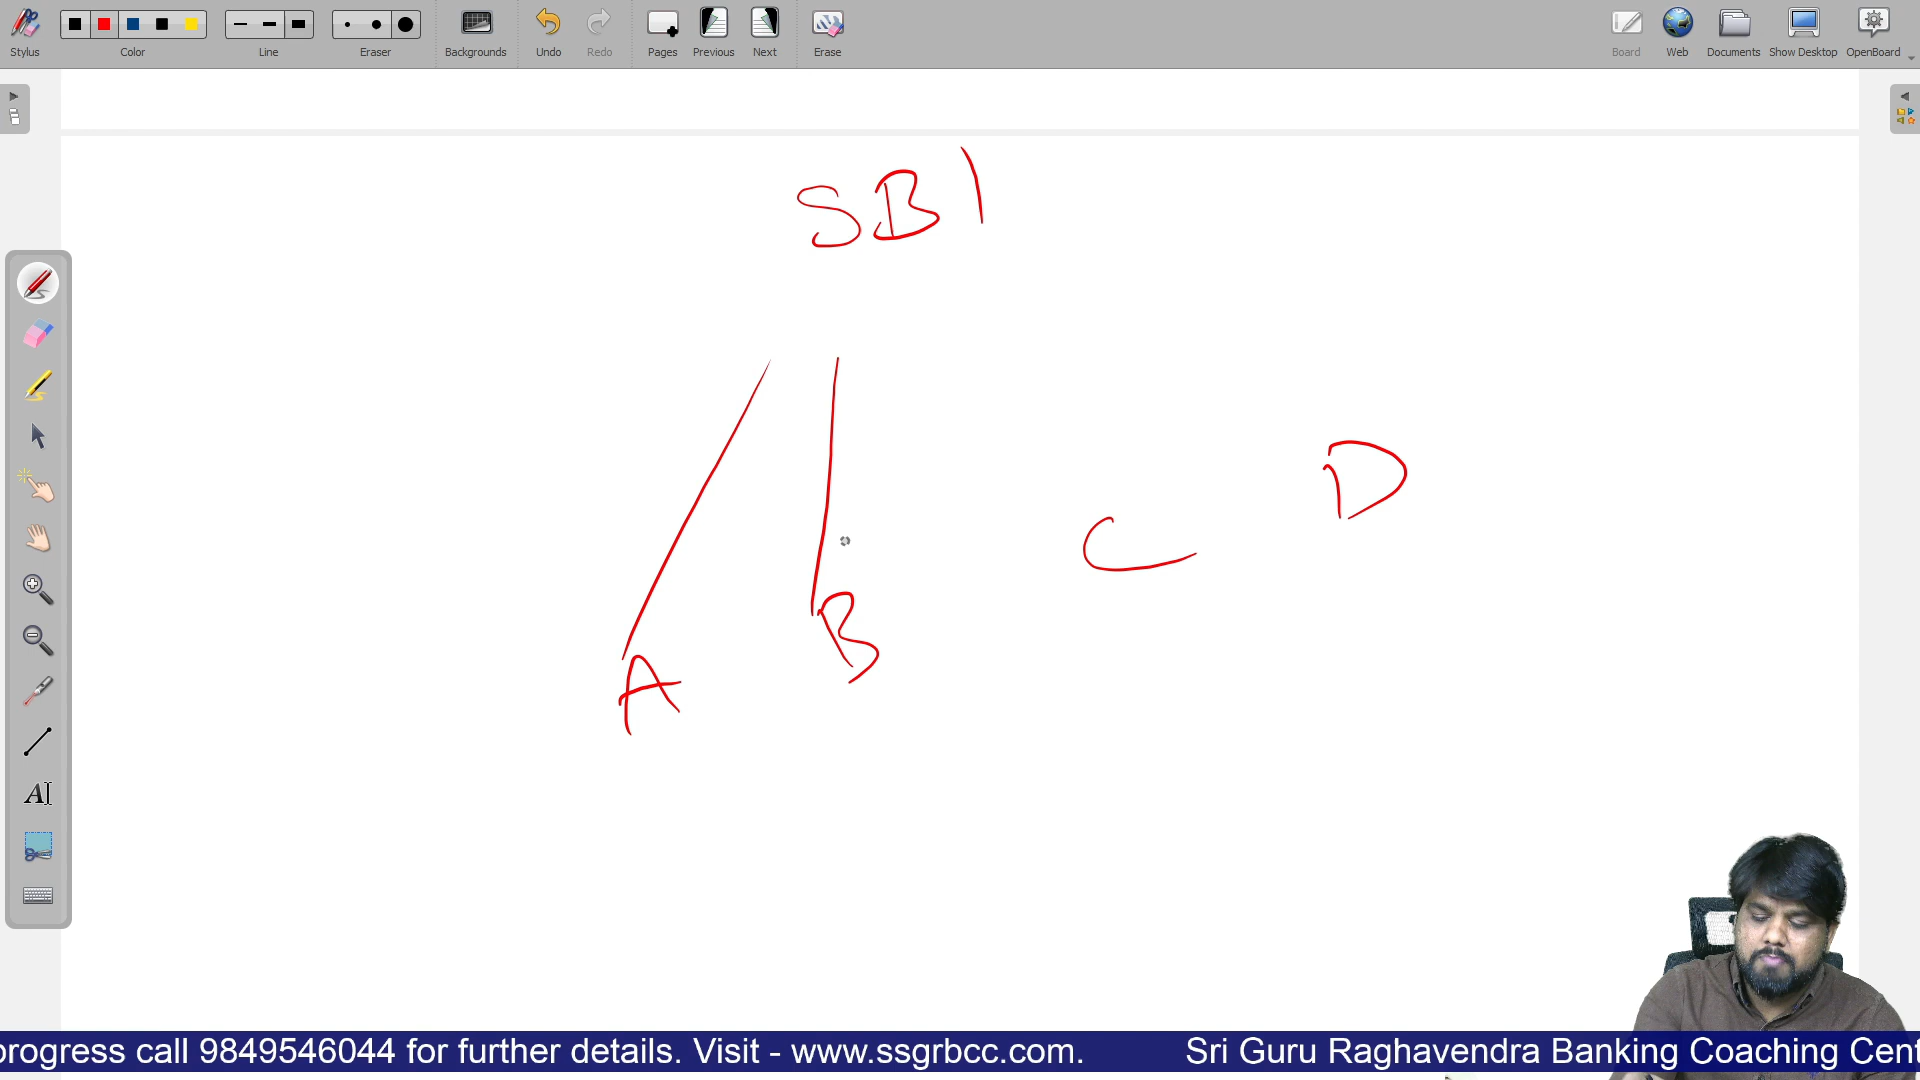 Stylus Color Line Eraser Backgrounds Undo Redo Pages Previous Next Erase Board Web Documents Show Desktop OpenBoard
SBI
D
C
B
A
AI
progress call 9849546044 for further details. Visit - www.ssgrbcc.com. Sri Guru Raghavendra Banking Coaching Cent